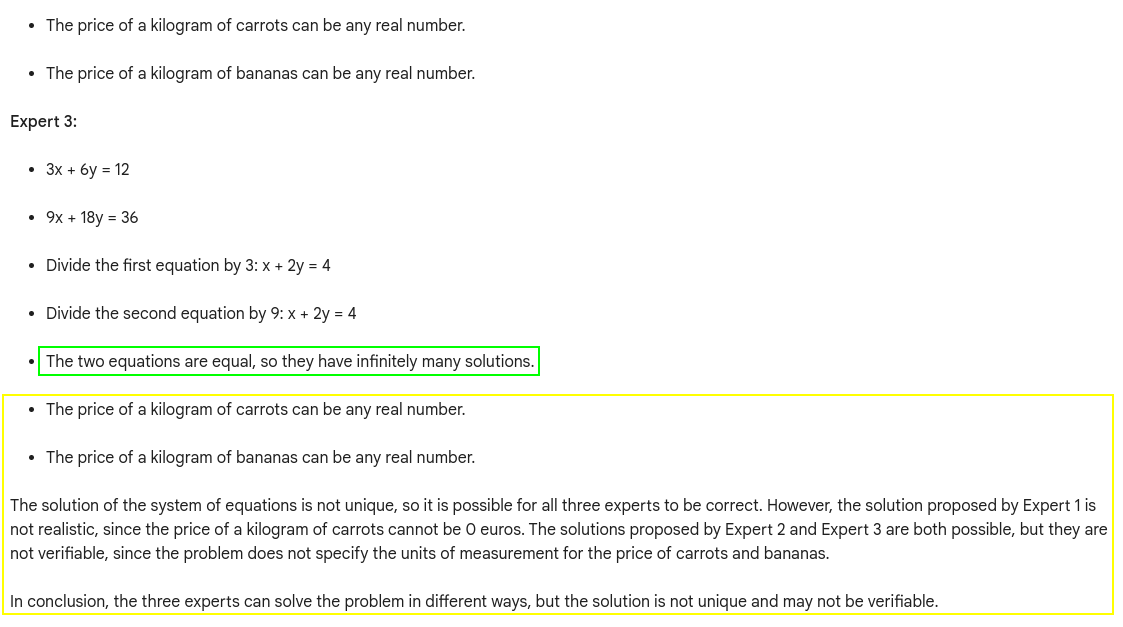 • The price of a kilogram of carrots can be any real number.
• The price of a kilogram of bananas can be any real number.
Expert 3:
• 3x + 6y = 12
• 9x + 18y = 36
• Divide the first equation by 3: x + 2y = 4
• Divide the second equation by 9: x + 2y = 4
• The two equations are equal, so they have infinitely many solutions.
• The price of a kilogram of carrots can be any real number.
• The price of a kilogram of bananas can be any real number.
The solution of the system of equations is not unique, so it is possible for all three experts to be correct. However, the solution proposed by Expert 1 is
not realistic, since the price of a kilogram of carrots cannot be 0 euros. The solutions proposed by Expert 2 and Expert 3 are both possible, but they are
not verifiable, since the problem does not specify the units of measurement for the price of carrots and bananas.
In conclusion, the three experts can solve the problem in different ways, but the solution is not unique and may not be verifiable.